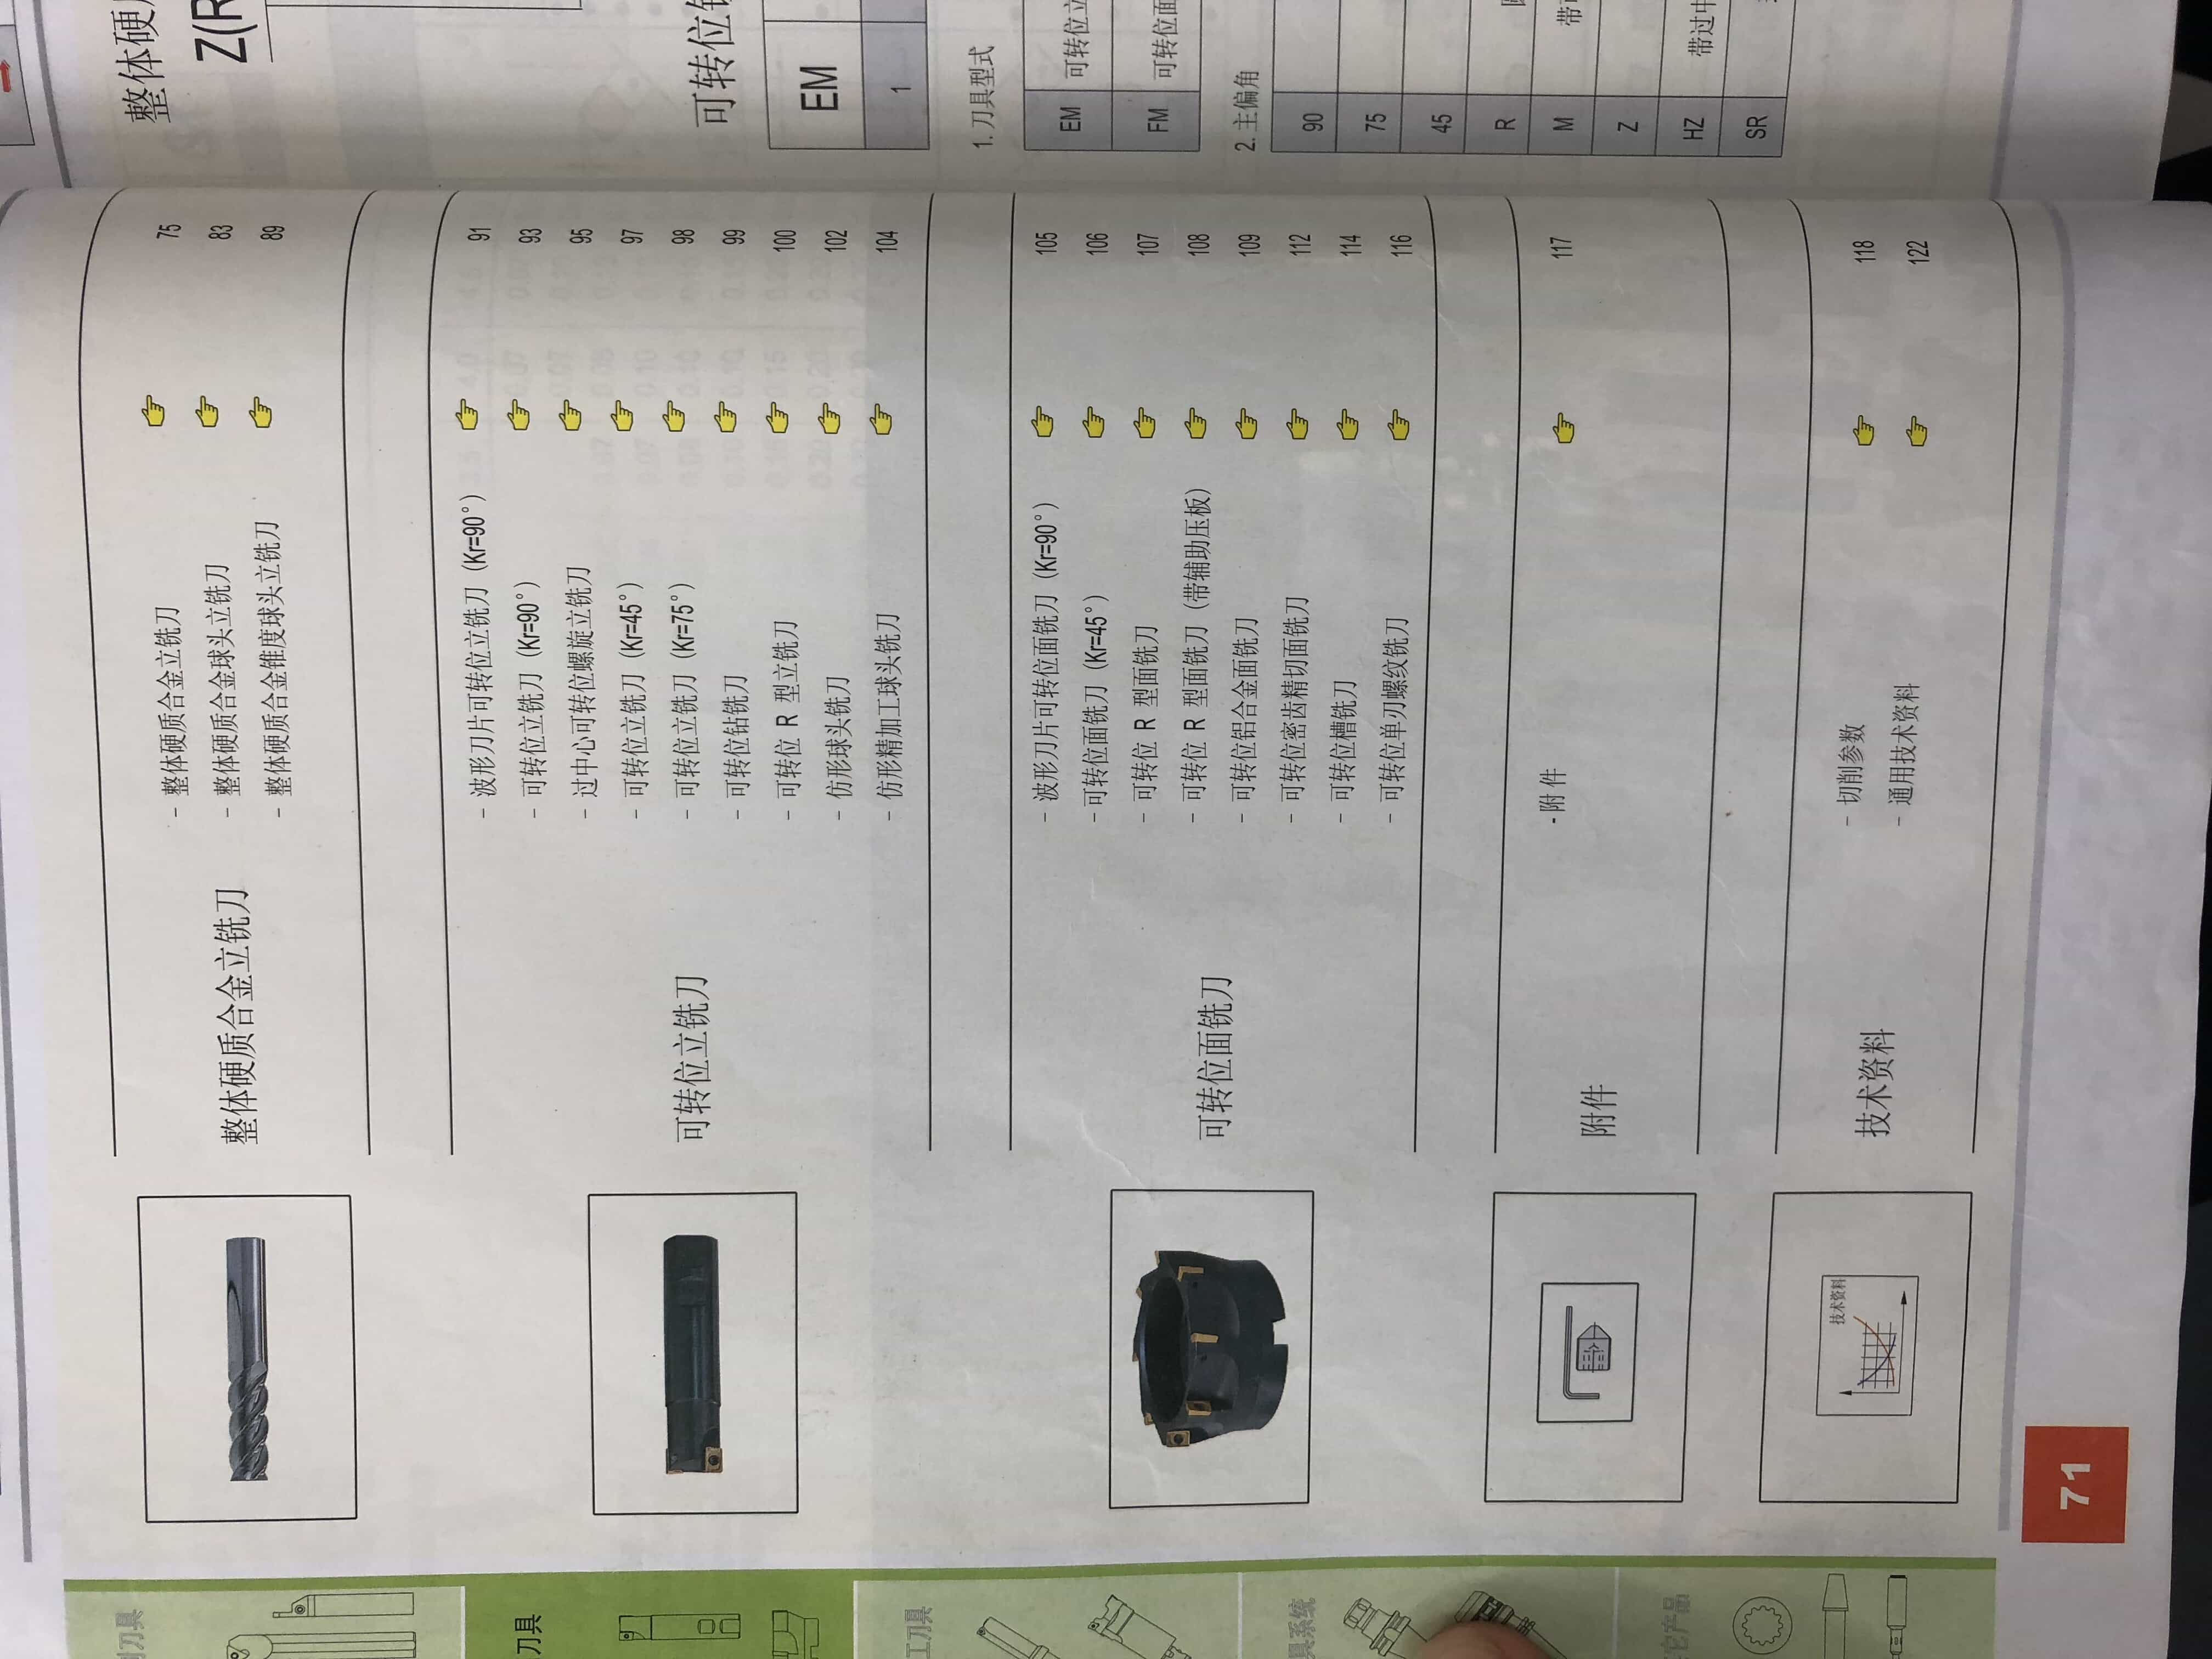 整体硬质合金立铣刀
- 整体硬质合金立铣刀 75
- 整体硬质合金球头立铣刀 83
- 整体硬质合金锥度球头立铣刀 89
可转位立铣刀
- 波形刀片可转位立铣刀 (Kr=90°) 91
- 可转位立铣刀 (Kr=90°) 93
- 过中心可转位螺旋立铣刀 95
- 可转位立铣刀 (Kr=45°) 97
- 可转位立铣刀 (Kr=75°) 98
- 可转位钻铣刀 99
- 可转位 R 型立铣刀 100
- 仿形球头铣刀 102
- 仿形精加工球头铣刀 104
可转位面铣刀
- 波形刀片可转位面铣刀 (Kr=90°) 105
- 可转位面铣刀 (Kr=45°) 106
- 可转位 R 型面铣刀 107
- 可转位 R 型面铣刀 (带辅助压板) 108
- 可转位铝合金面铣刀 109
- 可转位密齿精切面铣刀 112
- 可转位槽铣刀 114
- 可转位单刃螺纹铣刀 116
附件
- 附件 117
技术资料
技术资料
- 切削参数 118
- 通用技术资料 122
71
刀具
刀具
工刀具
具系统
它产品
整体硬
Z(R
可转位
EM
1
1.刀具型式
EM 可转位立
FM 可转位面
2.主偏角
90
75
45
R
M 带
Z
HZ 带过中
SR